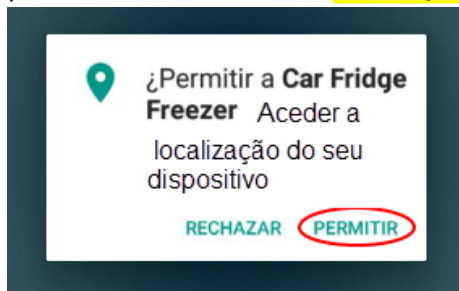 ¿Permitir a Car Fridge
Freezer Aceder a
localização do seu
dispositivo
RECHAZAR PERMITIR